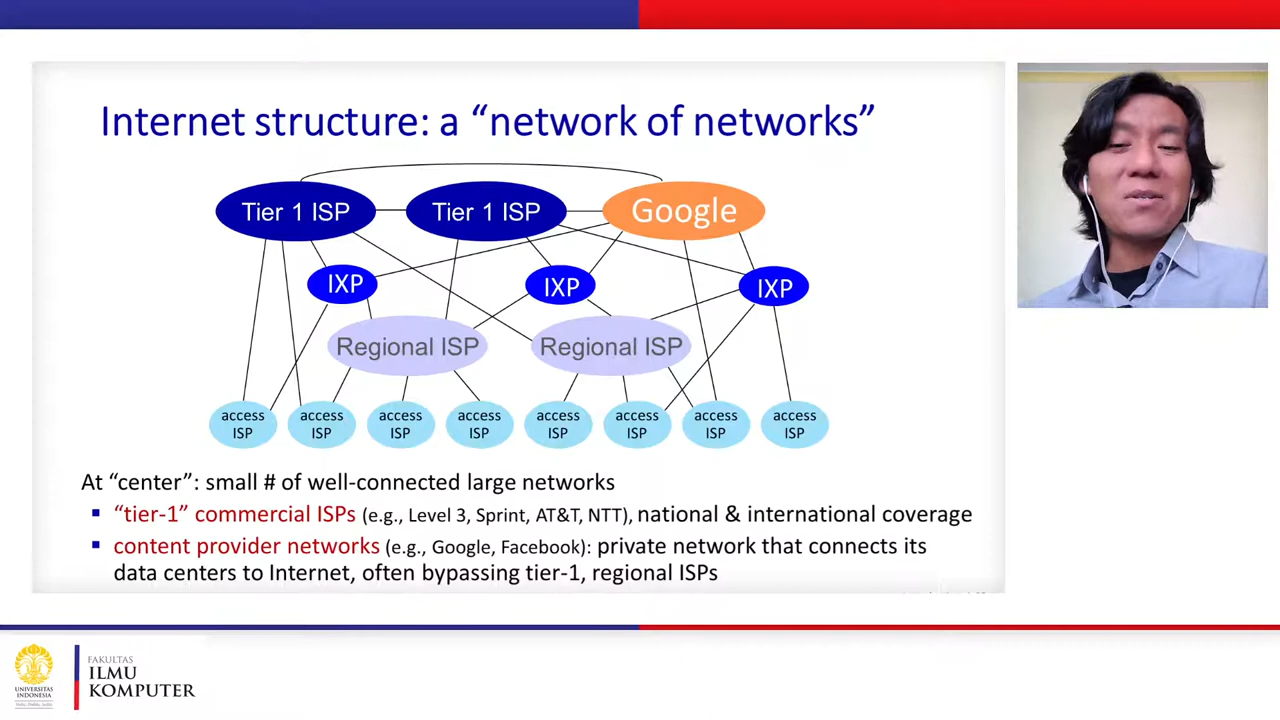 Internet structure: a “network of networks”
Tier 1 ISP
Tier 1 ISP
Google
IXP
IXP
IXP
Regional ISP
Regional ISP
access
ISP
access
ISP
access
ISP
access
ISP
access
ISP
access
ISP
access
ISP
access
ISP
At “center”: small # of well-connected large networks
▪ “tier-1” commercial ISPs (e.g., Level 3, Sprint, AT&T, NTT), national & international coverage
▪ content provider networks (e.g., Google, Facebook): private network that connects its
data centers to Internet, often bypassing tier-1, regional ISPs
UNIVERSITAS
INDONESIA
FAKULTAS
ILMU
KOMPUTER